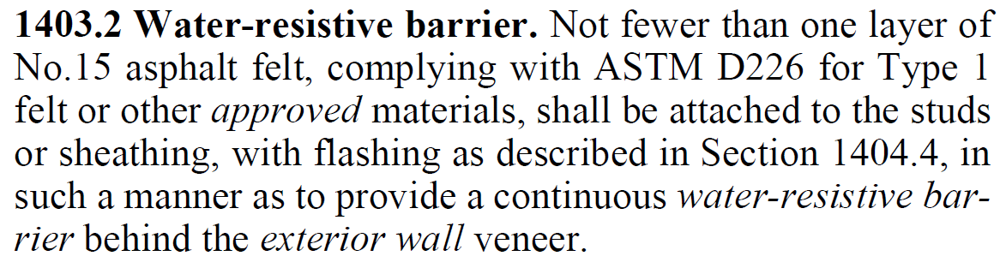 1403.2 Water-resistive barrier. Not fewer than one layer of
No.15 asphalt felt, complying with ASTM D226 for Type 1
felt or other approved materials, shall be attached to the studs
or sheathing, with flashing as described in Section 1404.4, in
such a manner as to provide a continuous water-resistive bar-
rier behind the exterior wall veneer.